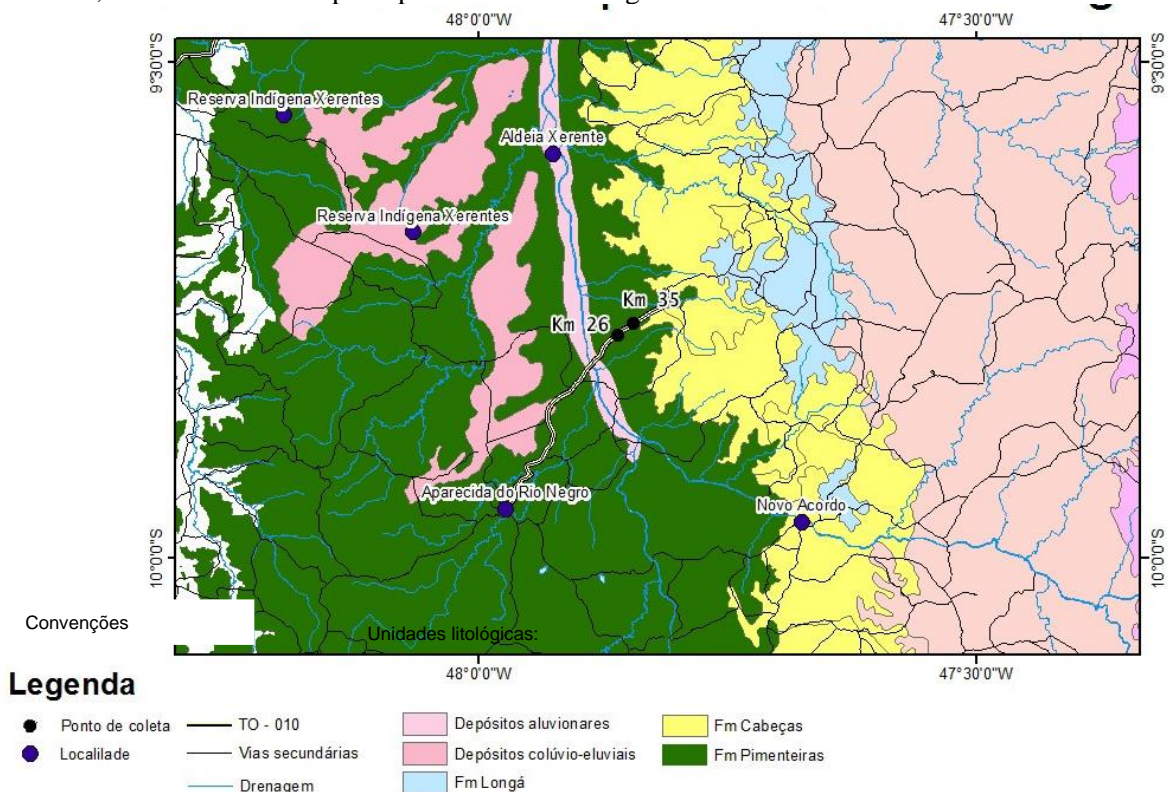 48°0'0"W
47°30'0"W
9°30'0"S
9°30'0"S
Reserva Indígena Xerentes
Aldeia Xerente
Reserva Indígena Xerentes
Km 35
Km 26
Aparecida do Rio Negro
Novo Acordo
10°0'0"S
10°0'0"S
Convenções
Unidades litológicas:
48°0'0"W
47°30'0"W
Legenda
Ponto de coleta
TO - 010
Depósitos aluvionares
Fm Cabeças
Localilade
Vias secundárias
Depósitos colúvio-eluviais
Fm Pimenteiras
Drenagem
Fm Longá